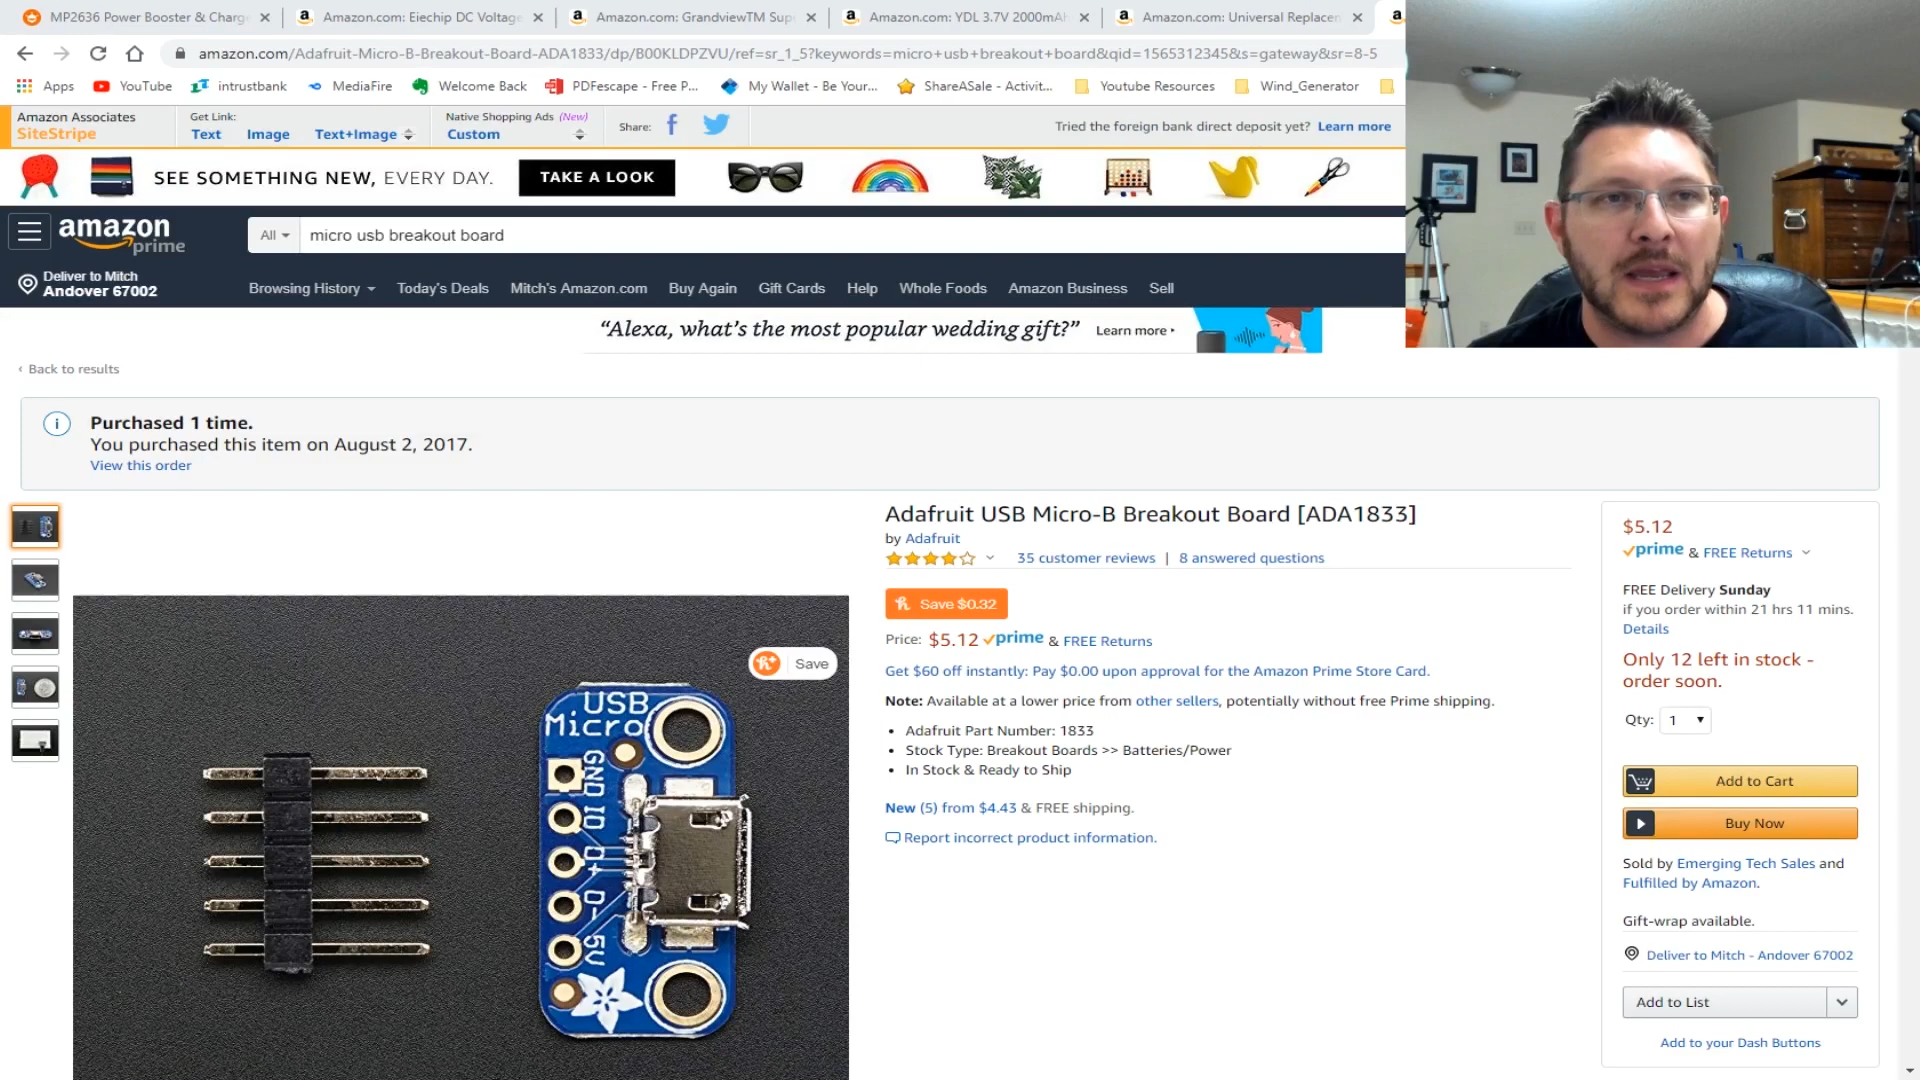 MP2636 Power Booster & Charg
Amazon.com: Eiechip DC Voltage
Amazon.com: GrandviewTM Sup
Amazon.com: YDL 3.7V 2000mAh
Amazon.com: Universal Replacem
amazon.com/Adafruit-Micro-B-Breakout-Board-ADA1833/dp/B00KLDPZVU/ref=sr_1_5?keywords=micro+usb+breakout+board&qid=1565312345&s=gateway&sr=8-5
Apps YouTube intrustbank MediaFire Welcome Back PDFescape - Free P... My Wallet - Be Your... ShareASale - Activit... Youtube Resources Wind_Generator
Amazon Associates
SiteStripe
Get Link:
Text Image Text+Image
Native Shopping Ads (New)
Custom
Share:
Tried the foreign bank direct deposit yet? Learn more
SEE SOMETHING NEW, EVERY DAY.
TAKE A LOOK
amazon
prime
All
micro usb breakout board
Deliver to Mitch
Andover 67002
Browsing History Today's Deals Mitch's Amazon.com Buy Again Gift Cards Help Whole Foods Amazon Business Sell
“Alexa, what’s the most popular wedding gift?” Learn more ›
‹ Back to results
Purchased 1 time.
You purchased this item on August 2, 2017.
View this order
Save
USB
Micro
GND
ID
D+
D-
5V
Adafruit USB Micro-B Breakout Board [ADA1833]
by Adafruit
35 customer reviews | 8 answered questions
Save $0.32
Price: $5.12 prime & FREE Returns
Get $60 off instantly: Pay $0.00 upon approval for the Amazon Prime Store Card.
Note: Available at a lower price from other sellers, potentially without free Prime shipping.
• Adafruit Part Number: 1833
• Stock Type: Breakout Boards >> Batteries/Power
• In Stock & Ready to Ship
New (5) from $4.43 & FREE shipping.
Report incorrect product information.
$5.12
prime & FREE Returns
FREE Delivery Sunday
if you order within 21 hrs 11 mins.
Details
Only 12 left in stock -
order soon.
Qty: 1
Add to Cart
Buy Now
Sold by Emerging Tech Sales and
Fulfilled by Amazon.
Gift-wrap available.
Deliver to Mitch - Andover 67002
Add to List
Add to your Dash Buttons